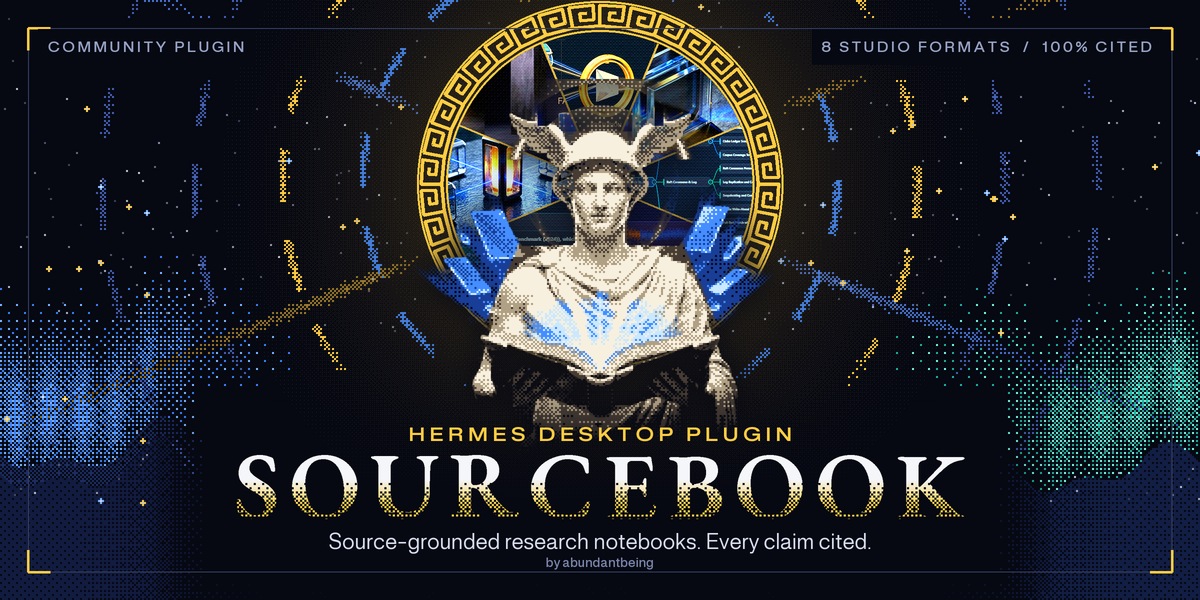 COMMUNITY PLUGIN
8 STUDIO FORMATS / 100% CITED
HERMES DESKTOP PLUGIN
SOURCEBOOK
Source-grounded research notebooks. Every claim cited.
by abundantbeing